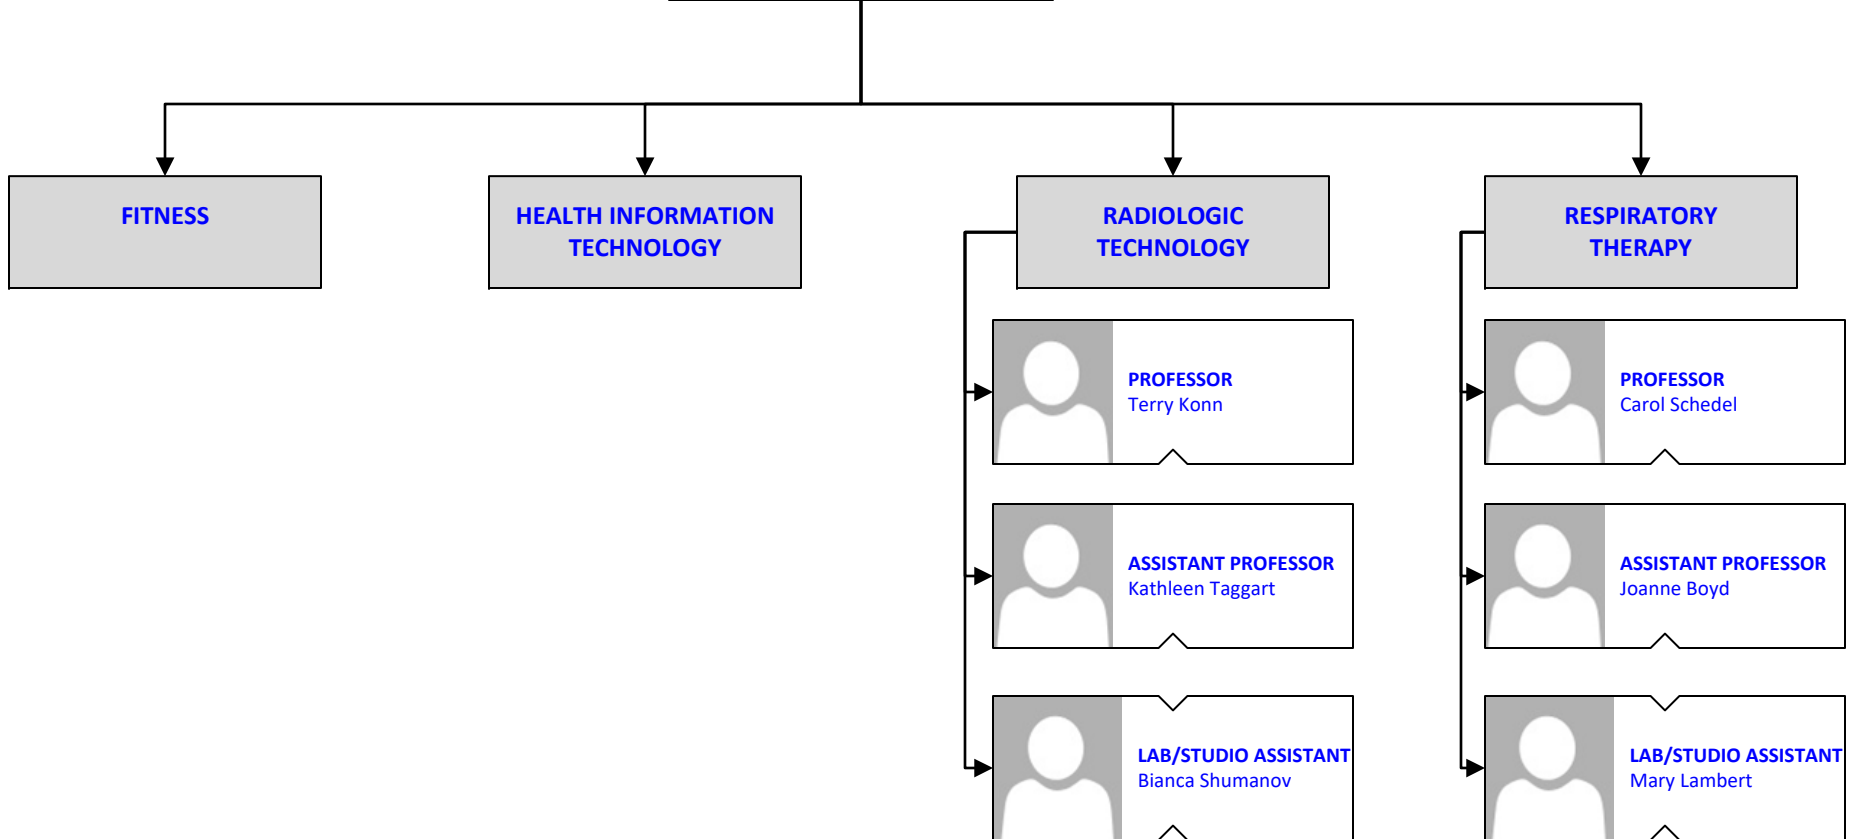 FITNESS
HEALTH INFORMATION
TECHNOLOGY
RADIOLOGIC
TECHNOLOGY
RESPIRATORY
THERAPY
PROFESSOR
Terry Konn
PROFESSOR
Carol Schedel
ASSISTANT PROFESSOR
Kathleen Taggart
ASSISTANT PROFESSOR
Joanne Boyd
LAB/STUDIO ASSISTANT
Bianca Shumanov
LAB/STUDIO ASSISTANT
Mary Lambert